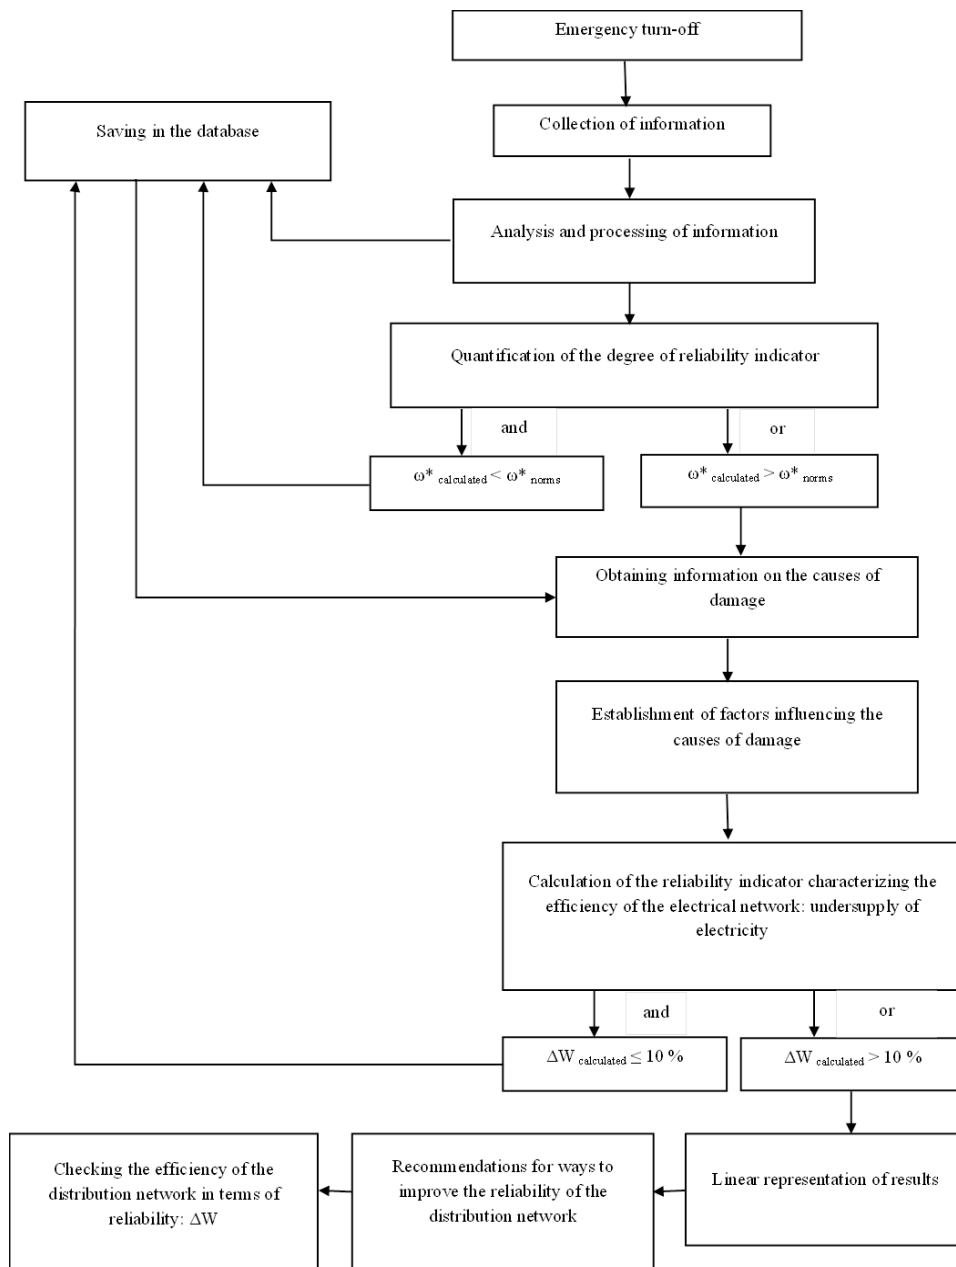 Emergency turn-off
Saving in the database
Collection of information
Analysis and processing of information
Quantification of the degree of reliability indicator
and
or
ω* calculated < ω* norms
ω* calculated > ω* norms
Obtaining information on the causes of
damage
Establishment of factors influencing the
causes of damage
Calculation of the reliability indicator characterizing the
efficiency of the electrical network: undersupply of
electricity
and
or
ΔW calculated ≤ 10 %
ΔW calculated > 10 %
Checking the efficiency of the
distribution network in terms of
reliability: ΔW
Recommendations for ways to
improve the reliability of the
distribution network
Linear representation of results